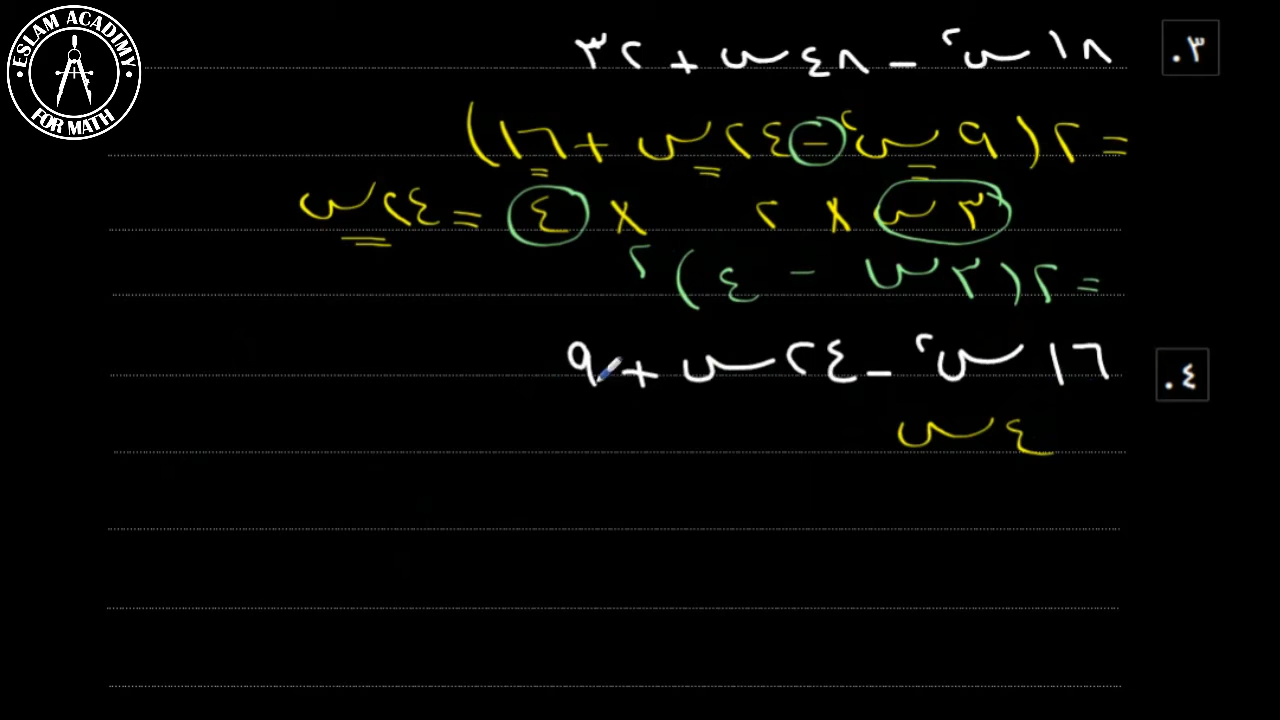 ESLAM ACADIMY
FOR MATH
٣. ١٨س٢ − ٤٨س + ٣٢
= ٢(٩س٢ − ٢٤س + ١٦)
٣س × ٢ × ٤ = ٢٤س
= ٢(٣س − ٤)٢
٤. ١٦س٢ − ٢٤س + ٩
٤س